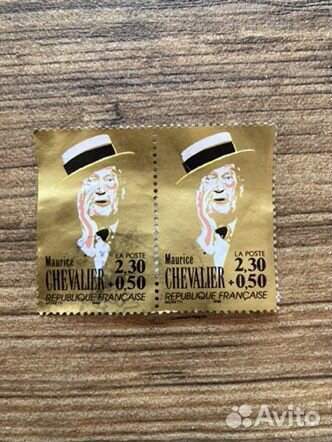 LA POSTE
Maurice 2,30
CHEVALIER +0,50
REPUBLIQUE FRANÇAISE
LA POSTE
Maurice 2,30
CHEVALIER +0,50
REPUBLIQUE FRANÇAISE
1990
Avito